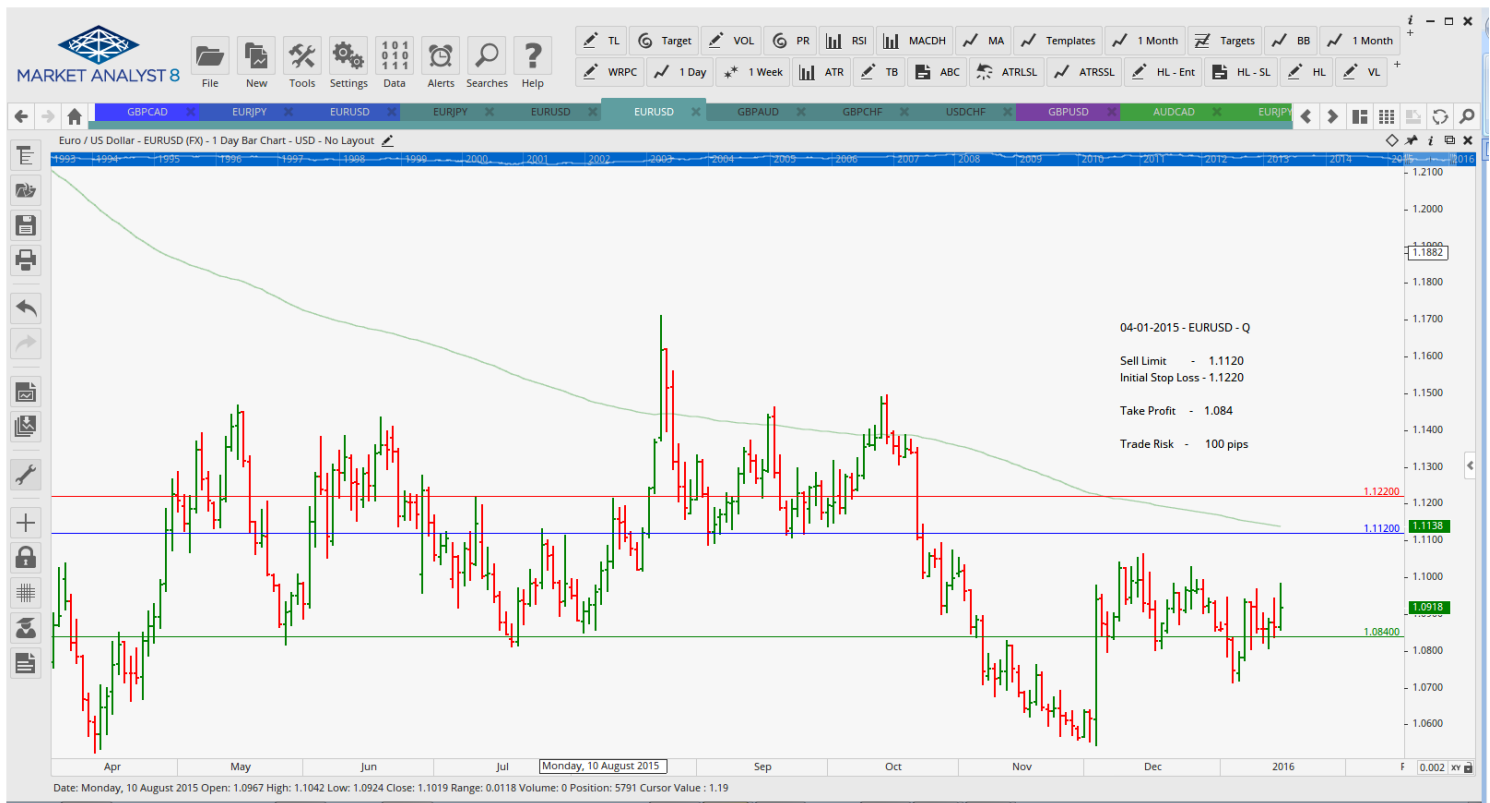 MARKET ANALYST 8
File New Tools Settings Data Alerts Searches Help
101
010
111
TL Target VOL PR RSI MACDH MA Templates 1 Month Targets BB 1 Month
WRPC 1 Day 1 Week ATR TB ABC ATRLSL ATRSSL HL - Ent HL - SL HL VL
GBPCAD EURJPY EURUSD EURJPY EURUSD EURUSD GBPAUD GBPCHF USDCHF GBPUSD AUDCAD EURJPY
Euro / US Dollar - EURUSD (FX) - 1 Day Bar Chart - USD - No Layout
1993 1994 1995 1996 1997 1998 1999 2000 2001 2002 2003 2004 2005 2006 2007 2008 2009 2010 2011 2012 2013 2014 2015 2016
1.2100
1.2000
1.1882
1.1800
1.1700
04-01-2015 - EURUSD - Q
1.1600
Sell Limit - 1.1120
Initial Stop Loss - 1.1220
1.1500
Take Profit - 1.084
1.1400
Trade Risk - 100 pips
1.1300
1.12200
1.1200
1.11200
1.1138
1.1100
1.1000
1.0918
1.08400
1.0800
1.0700
1.0600
Apr May Jun Jul Monday, 10 August 2015 Sep Oct Nov Dec 2016 0.002 XY
Date: Monday, 10 August 2015 Open: 1.0967 High: 1.1042 Low: 1.0924 Close: 1.1019 Range: 0.0118 Volume: 0 Position: 5791 Cursor Value : 1.19